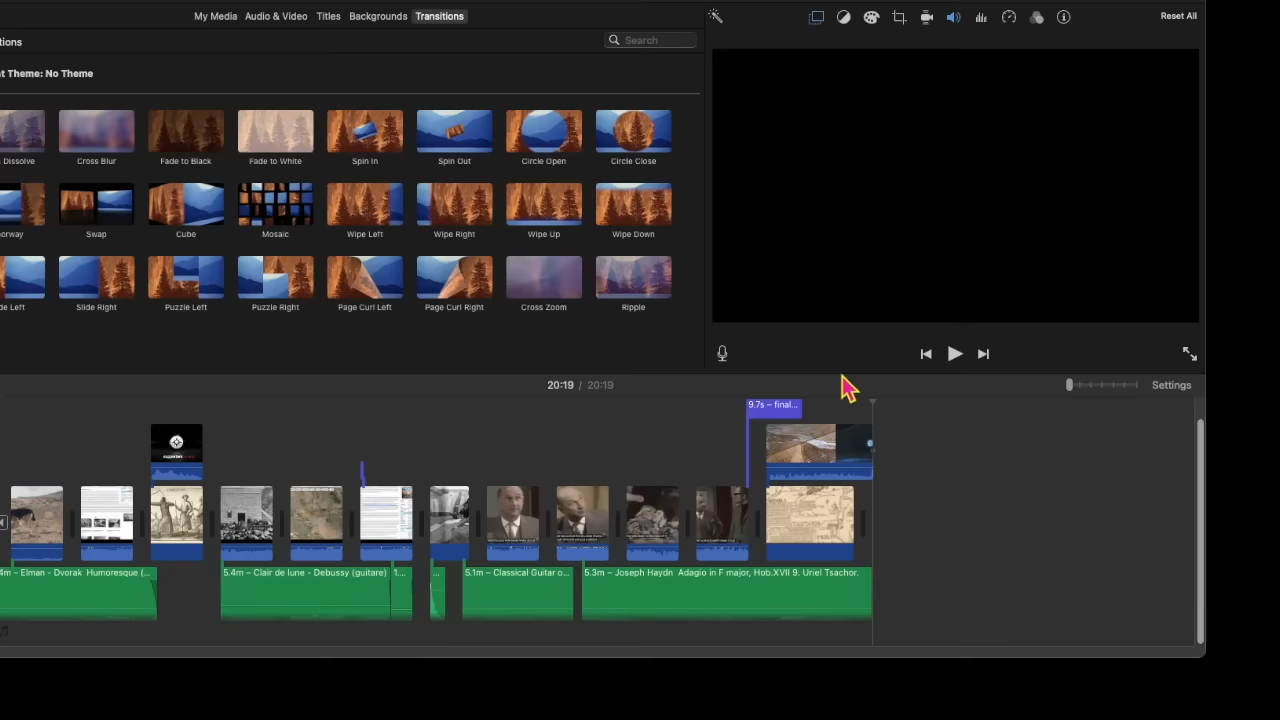 My Media Audio & Video Titles Backgrounds Transitions
Reset All
tions
Search
t Theme: No Theme
Dissolve Cross Blur Fade to Black Fade to White Spin In Spin Out Circle Open Circle Close
orway Swap Cube Mosaic Wipe Left Wipe Right Wipe Up Wipe Down
de Left Slide Right Puzzle Left Puzzle Right Page Curl Left Page Curl Right Cross Zoom Ripple
20:19 / 20:19
Settings
9.7s – final...
4m – Elman - Dvorak Humoresque (...
5.4m – Clair de lune - Debussy (guitare)
1....
...
5.1m – Classical Guitar o...
5.3m – Joseph Haydn Adagio in F major, Hob.XVII 9. Uriel Tsachor.